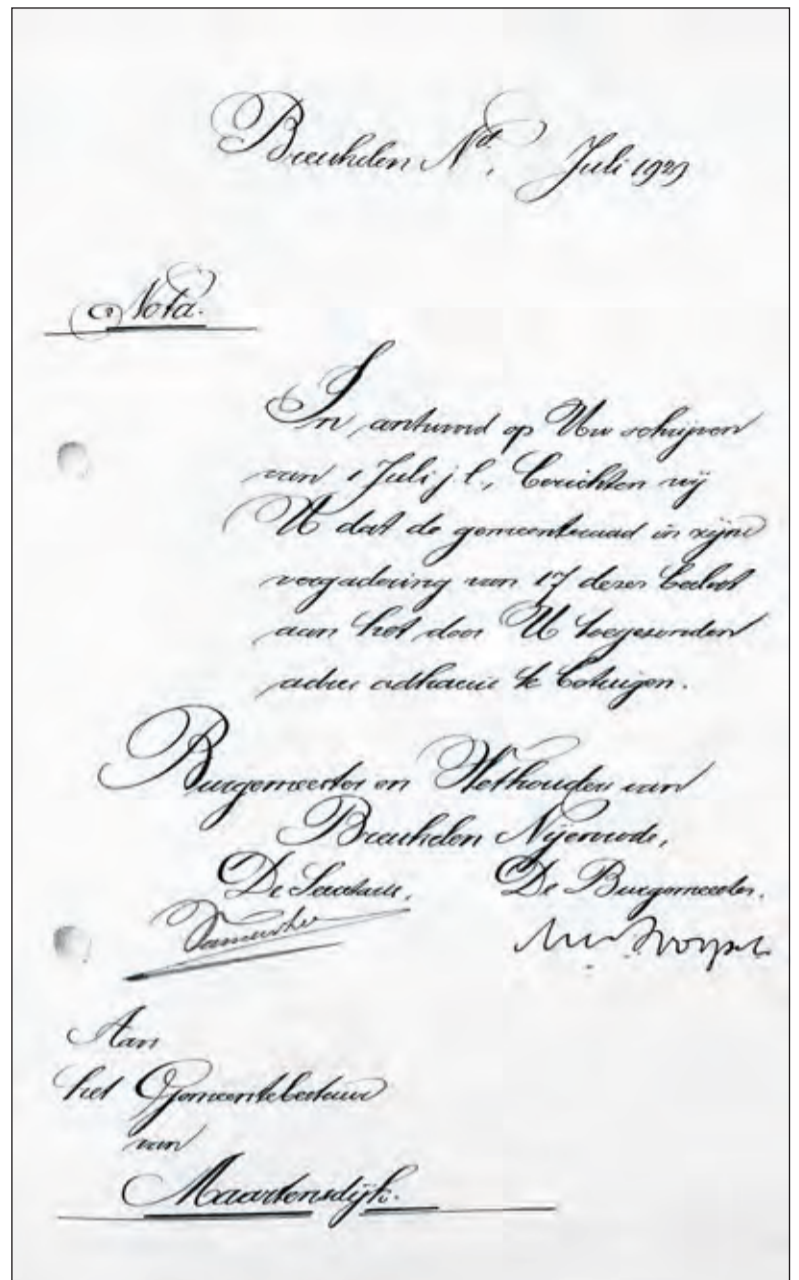 Breukelen Nd, Juli 1929
Nota.
In antwoord op Uw schrijven
van 1 Juli j l, berichten wij
U dat de gemeenteraad in zijne
vergadering van 17 dezer besloot
aan het door U toegezonden
adres adhaesie te betuigen.
Burgemeester en Wethouders van
Breukelen Nijenrode,
De Secretaris, De Burgemeester,
Aan
het Gemeentebestuur
van
Maartensdijk.